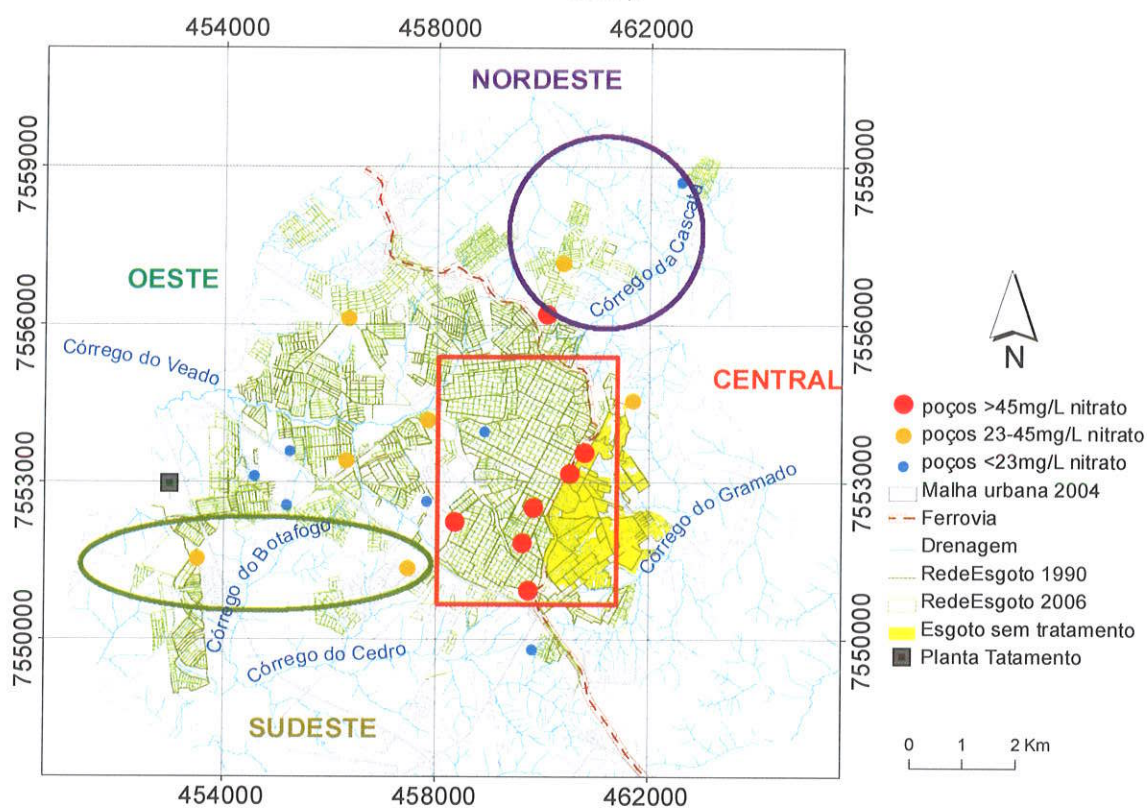 454000 458000 462000
NORDESTE
7559000
7559000
Córrego da Cascata
OESTE
7556000
7556000
Córrego do Veado
CENTRAL
N
7553000
7553000
Córrego do Gramado
Córrego do Botafogo
7550000
7550000
Córrego do Cedro
SUDESTE
454000 458000 462000
poços >45mg/L nitrato
poços 23-45mg/L nitrato
poços <23mg/L nitrato
Malha urbana 2004
Ferrovia
Drenagem
RedeEsgoto 1990
RedeEsgoto 2006
Esgoto sem tratamento
Planta Tatamento
0 1 2 Km